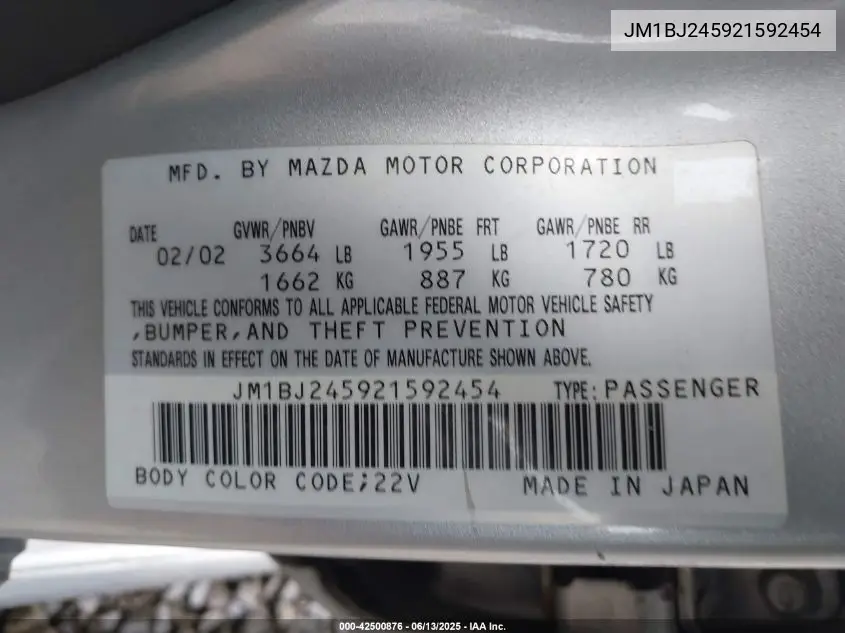 JM1BJ245921592454
MFD. BY MAZDA MOTOR CORPORATION
DATE GVWR/PNBV GAWR/PNBE FRT GAWR/PNBE RR
02/02 3664 LB 1955 LB 1720 LB
1662 KG 887 KG 780 KG
THIS VEHICLE CONFORMS TO ALL APPLICABLE FEDERAL MOTOR VEHICLE SAFETY
,BUMPER,AND THEFT PREVENTION
STANDARDS IN EFFECT ON THE DATE OF MANUFACTURE SHOWN ABOVE.
JM1BJ245921592454 TYPE:PASSENGER
BODY COLOR CODE;22V MADE IN JAPAN
000-42500876 - 06/13/2025 - IAA Inc.